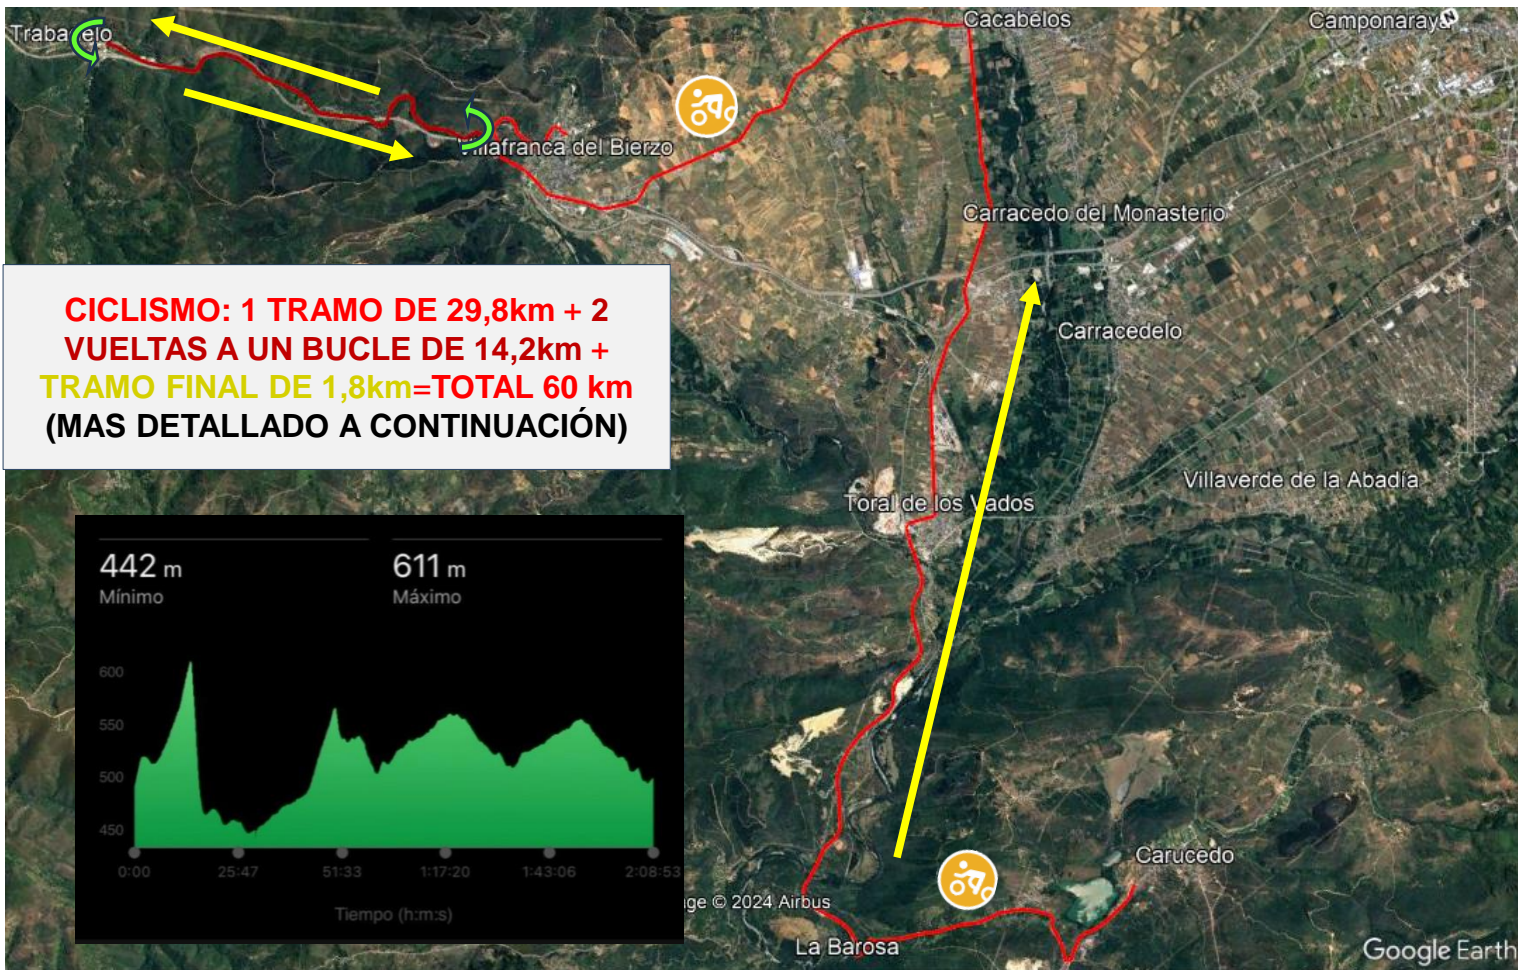 Trabadelo
Cacabelos
Camponaraya
Villafranca del Bierzo
Carracedo del Monasterio
CICLISMO: 1 TRAMO DE 29,8km + 2
VUELTAS A UN BUCLE DE 14,2km +
TRAMO FINAL DE 1,8km=TOTAL 60 km
(MAS DETALLADO A CONTINUACIÓN)
Carracedelo
Villaverde de la Abadía
Toral de los Vados
442 m
Mínimo
611 m
Máximo
600
550
500
450
0:00 25:47 51:33 1:17:20 1:43:06 2:08:53
Tiempo (h:m:s)
Carucedo
ge © 2024 Airbus
La Barosa
Google Earth